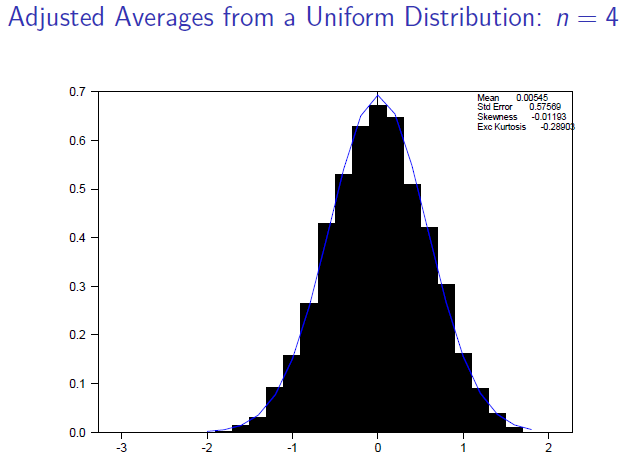 Adjusted Averages from a Uniform Distribution: n = 4
Mean 0.00545
Std Error 0.57569
Skewness -0.01193
Exc Kurtosis -0.28903
0.7
0.6
0.5
0.4
0.3
0.2
0.1
0.0
-3 -2 -1 0 1 2